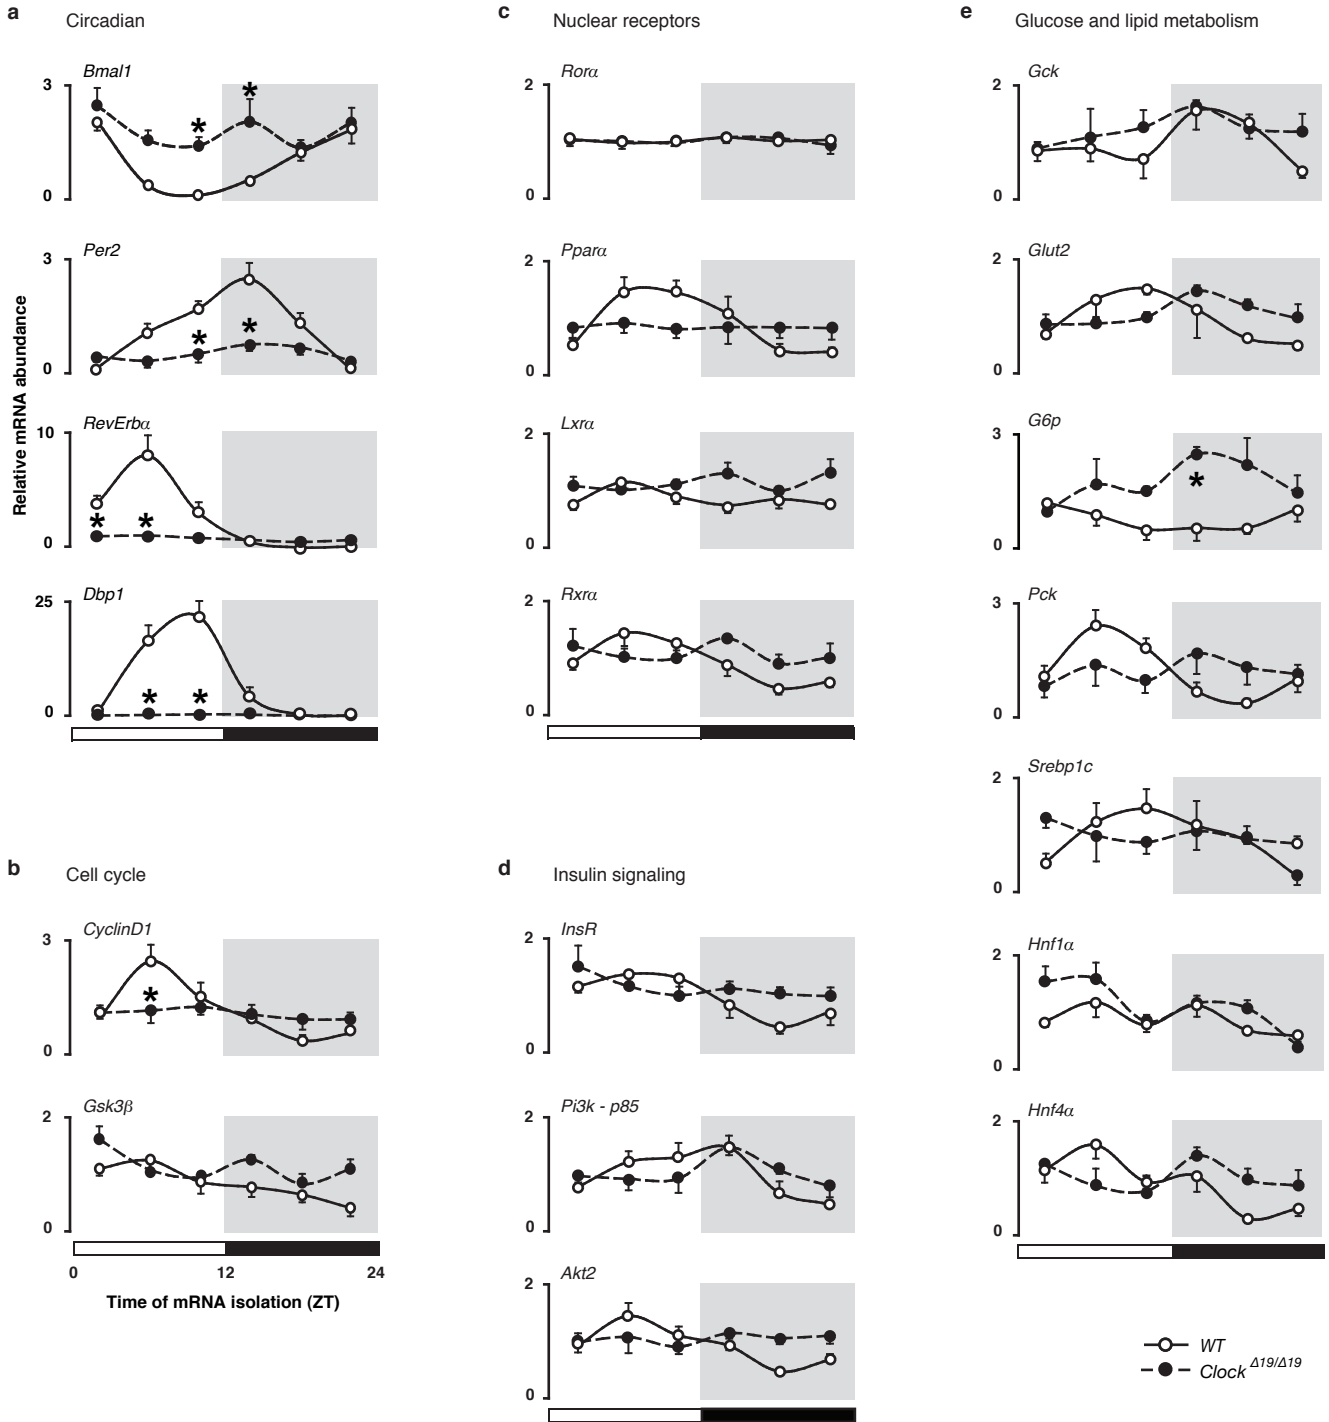 a Circadian
Bmal1
3
*
*
0
Per2
3
*
*
0
RevErbα
10
*
*
0
Dbp1
25
*
*
0
Relative mRNA abundance
b Cell cycle
CyclinD1
3
*
0
Gsk3β
2
0
0 12 24
Time of mRNA isolation (ZT)
c Nuclear receptors
Rorα
2
0
Pparα
2
0
Lxrα
2
0
Rxrα
2
0
d Insulin signaling
InsR
2
0
Pi3k - p85
2
0
Akt2
2
0
e Glucose and lipid metabolism
Gck
2
0
Glut2
2
0
G6p
3
*
0
Pck
3
0
Srebp1c
2
0
Hnf1α
2
0
Hnf4α
2
0
WT
Clock Δ19/Δ19